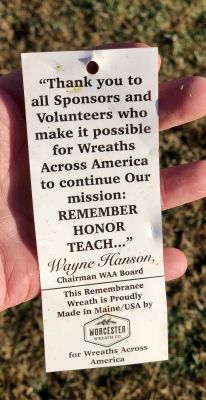 “Thank you to
all Sponsors and
Volunteers who
make it possible
for Wreaths
Across America
to continue Our
mission:
REMEMBER
HONOR
TEACH...”
Wayne Hanson,
Chairman WAA Board
This Remembrance
Wreath is Proudly
Made in Maine/USA by
WORCESTER
WREATH CO.
for Wreaths Across
America